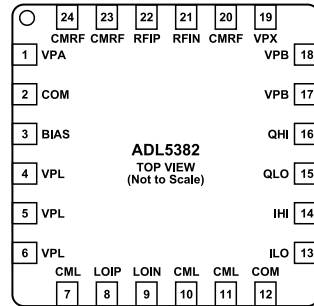 24 23 22 21 20 19
CMRF CMRF RFIP RFIN CMRF VPX
1 VPA
VPB 18
2 COM
VPB 17
3 BIAS
QHI 16
ADL5382
TOP VIEW
(Not to Scale)
4 VPL
QLO 15
5 VPL
IHI 14
6 VPL
ILO 13
CML LOIP LOIN CML CML COM
7 8 9 10 11 12